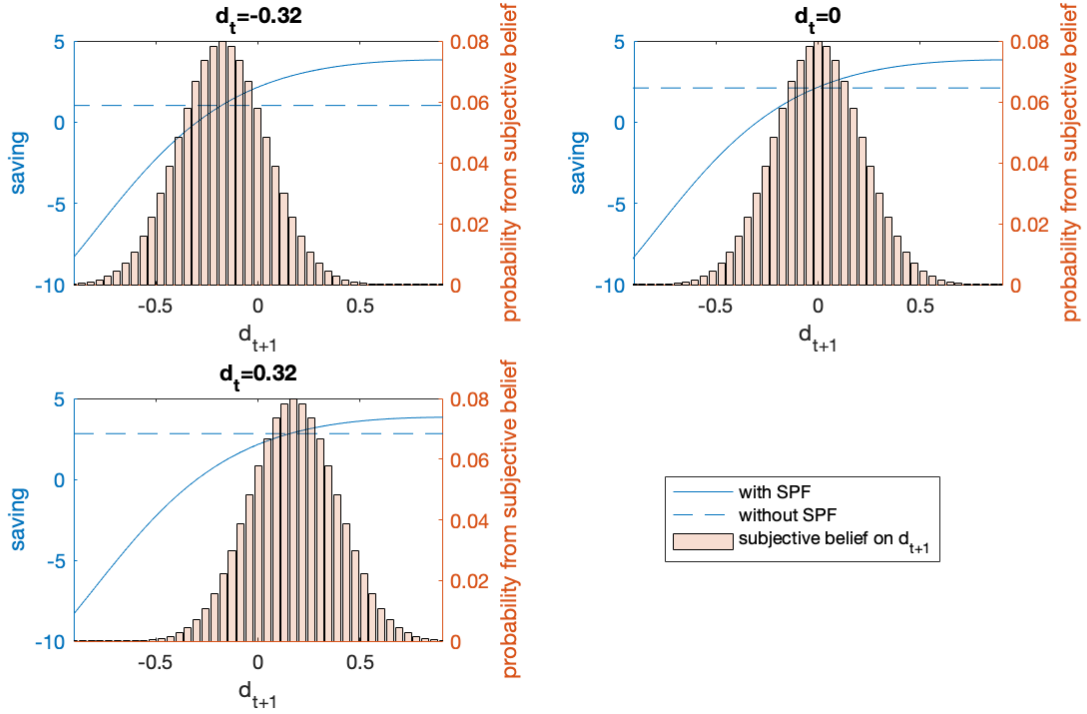 d_t=-0.32
5
0
-5
-10
saving
0.08
0.06
0.04
0.02
0
probability from subjective belief
-0.5 0 0.5
d_{t+1}
d_t=0
5
0
-5
-10
saving
0.08
0.06
0.04
0.02
0
probability from subjective belief
-0.5 0 0.5
d_{t+1}
d_t=0.32
5
0
-5
-10
saving
0.08
0.06
0.04
0.02
0
probability from subjective belief
-0.5 0 0.5
d_{t+1}
with SPF
without SPF
subjective belief on d_{t+1}